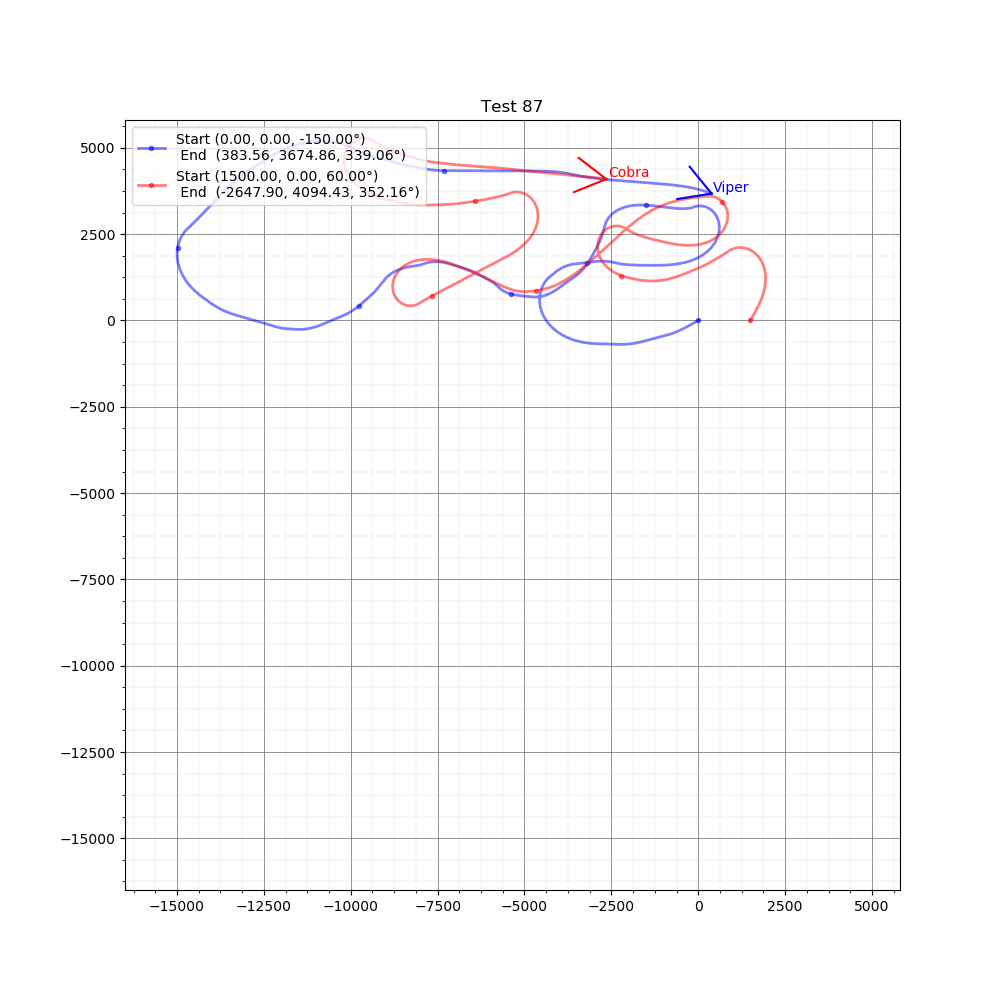 Test 87
Start (0.00, 0.00, -150.00°)
End (383.56, 3674.86, 339.06°)
Start (1500.00, 0.00, 60.00°)
End (-2647.90, 4094.43, 352.16°)
Cobra
Viper
5000
2500
0
−2500
−5000
−7500
−10000
−12500
−15000
−15000 −12500 −10000 −7500 −5000 −2500 0 2500 5000